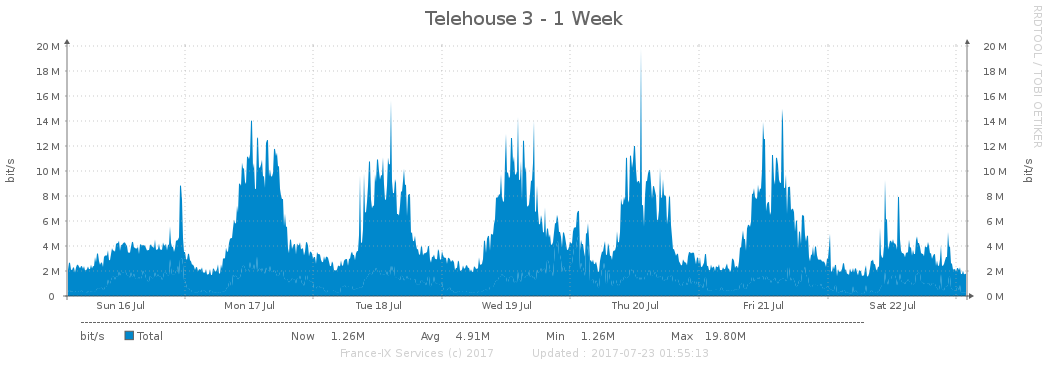 Telehouse 3 - 1 Week
RRDTOOL / TOBI OETIKER
bit/s
bit/s
20 M 20 M
18 M 18 M
16 M 16 M
14 M 14 M
12 M 12 M
10 M 10 M
8 M 8 M
6 M 6 M
4 M 4 M
2 M 2 M
0 0 M
Sun 16 Jul Mon 17 Jul Tue 18 Jul Wed 19 Jul Thu 20 Jul Fri 21 Jul Sat 22 Jul
bit/s Total Now 1.26M Avg 4.91M Min 1.26M Max 19.80M
France-IX Services (c) 2017 Updated : 2017-07-23 01:55:13